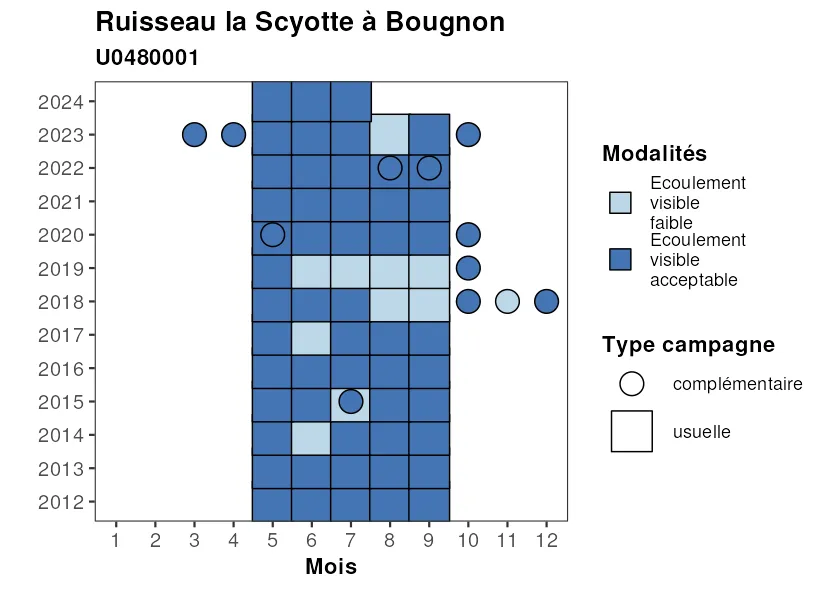 Ruisseau la Scyotte à Bougnon
U0480001
2024
2023
2022
2021
2020
2019
2018
2017
2016
2015
2014
2013
2012
1 2 3 4 5 6 7 8 9 10 11 12
Mois
Modalités
Ecoulement
visible
faible
Ecoulement
visible
acceptable
Type campagne
complémentaire
usuelle